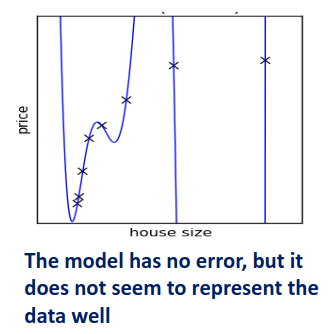 price
house size
The model has no error, but it
does not seem to represent the
data well